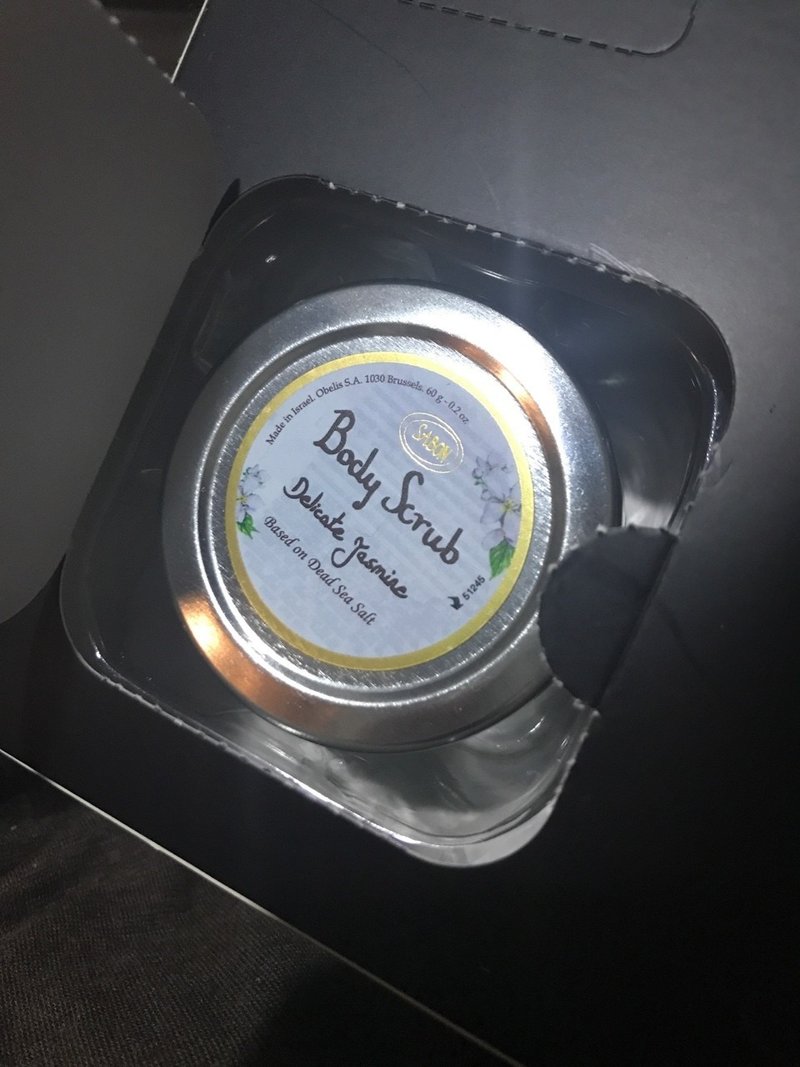 Made in Israel. Obelis S.A. 1030 Brussels. 60 g - 0.2 oz
SABON
Body Scrub
Delicate Jasmine
Based on Dead Sea Salt
51245